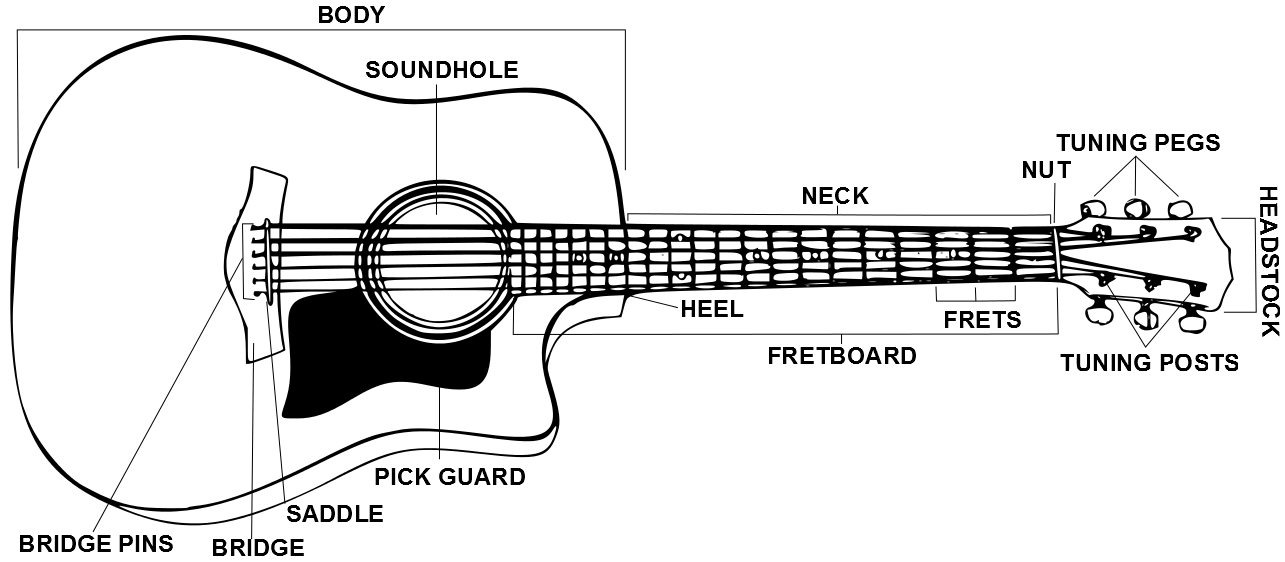 BODY
SOUNDHOLE
TUNING PEGS
NUT
NECK
HEADSTOCK
HEEL
FRETS
FRETBOARD
TUNING POSTS
PICK GUARD
SADDLE
BRIDGE PINS
BRIDGE